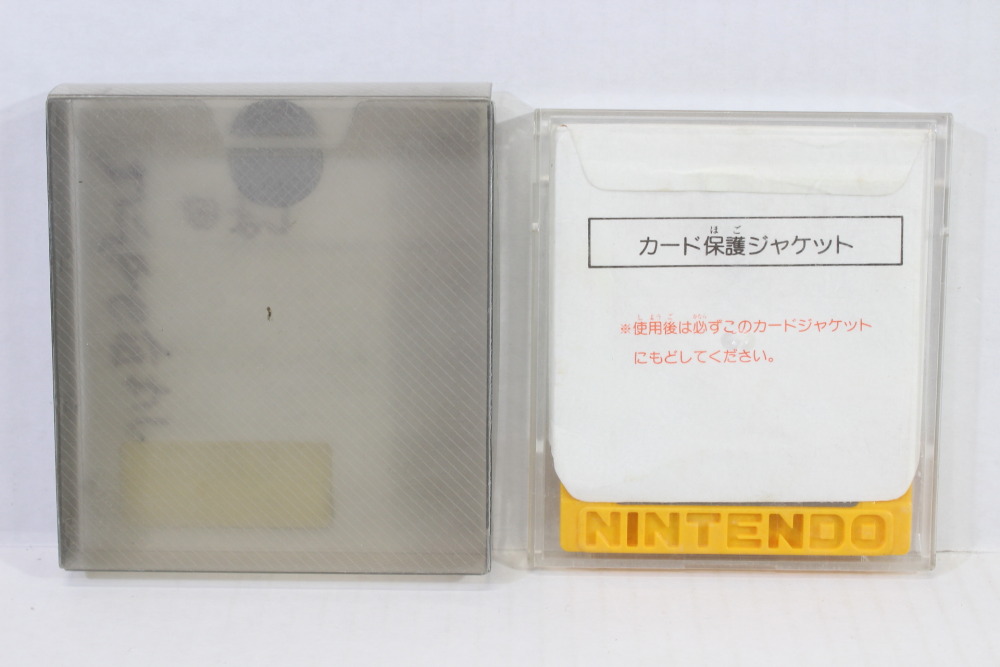 カード保護ジャケット
※使用後は必ずこのカードジャケット
にもどしてください。
NINTENDO